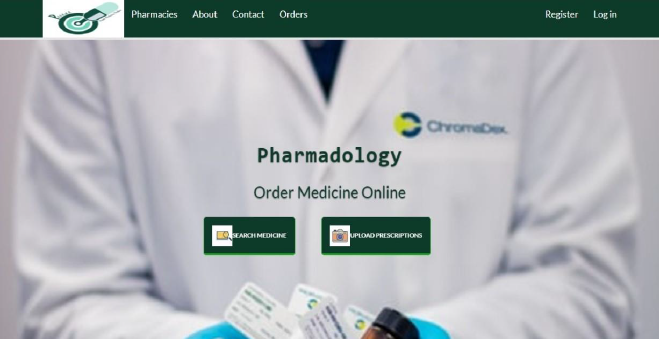 Pharmacies About Contact Orders Register Log in
ChromaDex.
Pharmadology
Order Medicine Online
SEARCH MEDICINE UPLOAD PRESCRIPTIONS